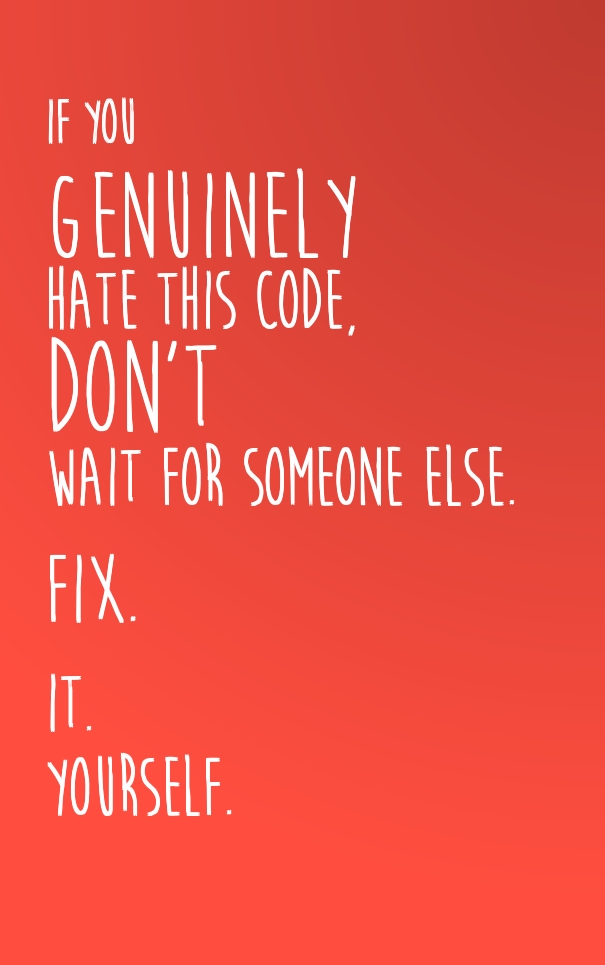 IF YOU
GENUINELY
HATE THIS CODE,
DON'T
WAIT FOR SOMEONE ELSE.
FIX.
IT.
YOURSELF.